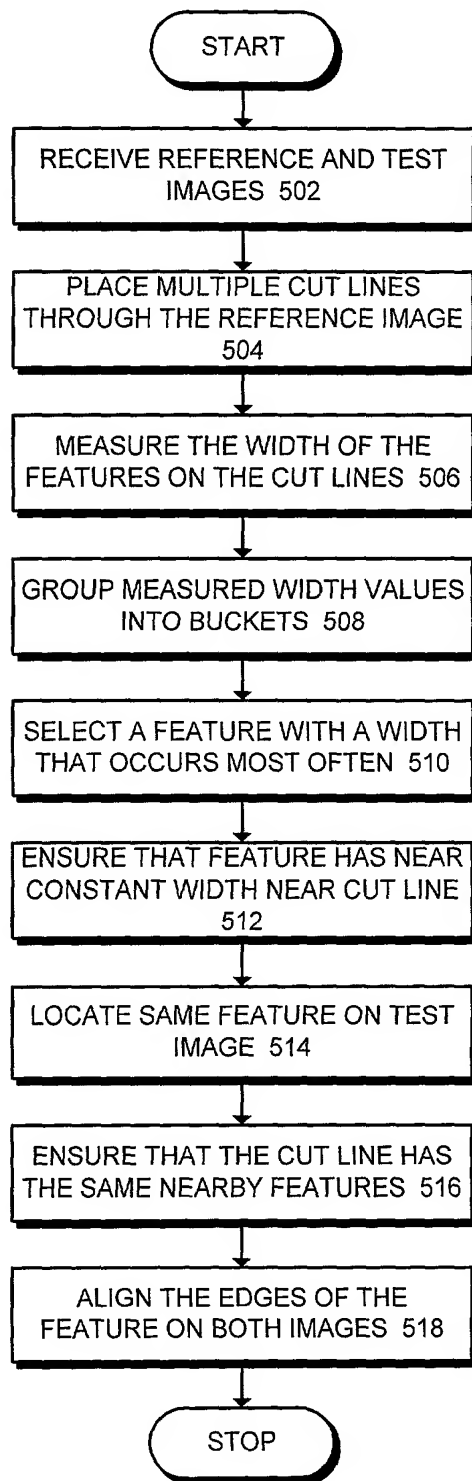 START
RECEIVE REFERENCE AND TEST
IMAGES 502
PLACE MULTIPLE CUT LINES
THROUGH THE REFERENCE IMAGE
504
MEASURE THE WIDTH OF THE
FEATURES ON THE CUT LINES 506
GROUP MEASURED WIDTH VALUES
INTO BUCKETS 508
SELECT A FEATURE WITH A WIDTH
THAT OCCURS MOST OFTEN 510
ENSURE THAT FEATURE HAS NEAR
CONSTANT WIDTH NEAR CUT LINE
512
LOCATE SAME FEATURE ON TEST
IMAGE 514
ENSURE THAT THE CUT LINE HAS
THE SAME NEARBY FEATURES 516
ALIGN THE EDGES OF THE
FEATURE ON BOTH IMAGES 518
STOP